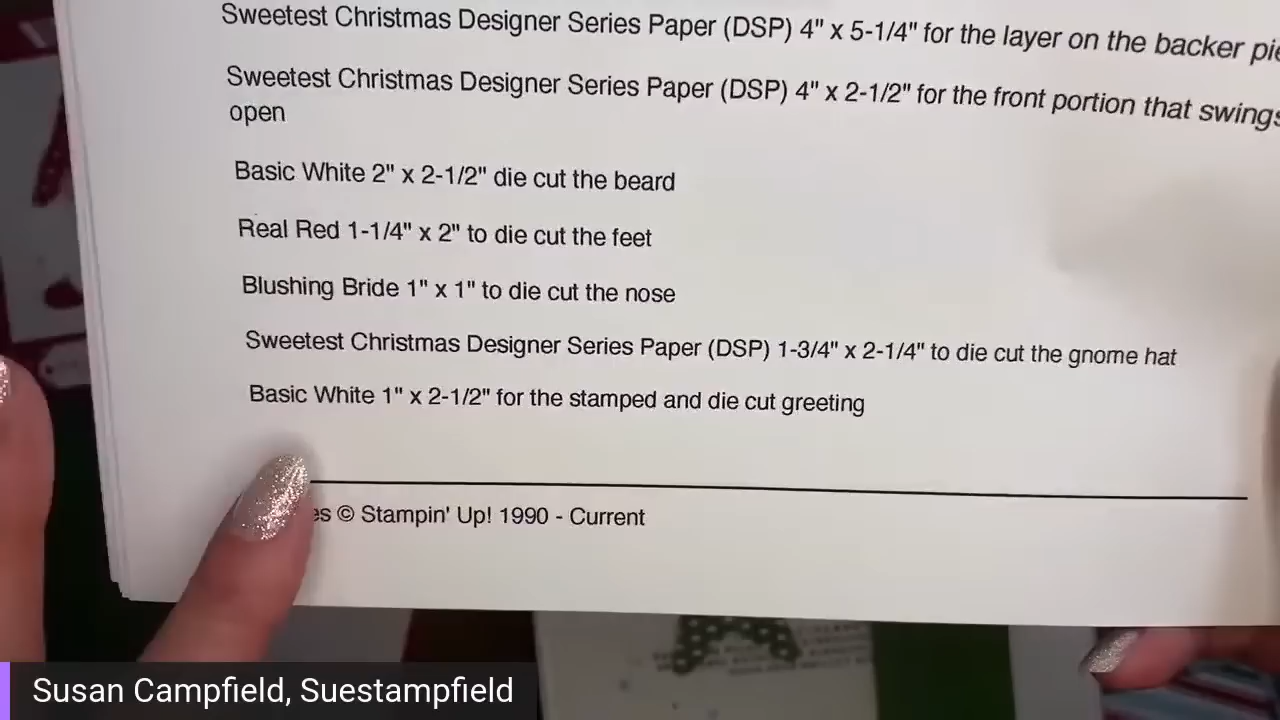 Sweetest Christmas Designer Series Paper (DSP) 4" x 5-1/4" for the layer on the backer
Sweetest Christmas Designer Series Paper (DSP) 4" x 2-1/2" for the front portion that swings
open
Basic White 2" x 2-1/2" die cut the beard
Real Red 1-1/4" x 2" to die cut the feet
Blushing Bride 1" x 1" to die cut the nose
Sweetest Christmas Designer Series Paper (DSP) 1-3/4" x 2-1/4" to die cut the gnome hat
Basic White 1" x 2-1/2" for the stamped and die cut greeting
© Stampin' Up! 1990 - Current
Susan Campfield, Suestampfield